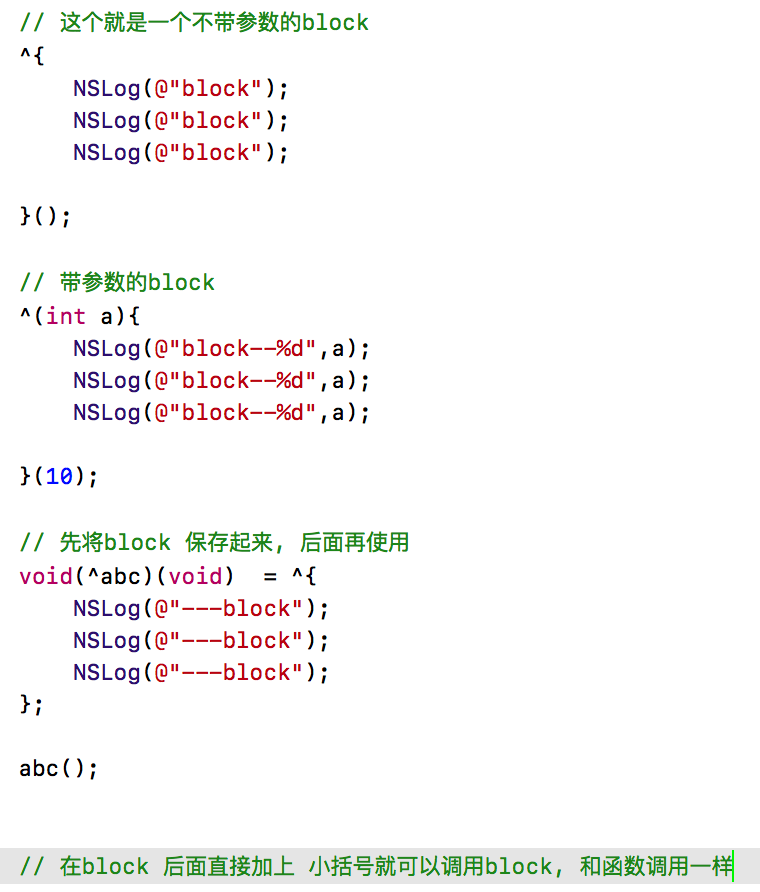 // 这个就是一个不带参数的block
^{
    NSLog(@"block");
    NSLog(@"block");
    NSLog(@"block");
}();
// 带参数的block
^(int a){
    NSLog(@"block--%d",a);
    NSLog(@"block--%d",a);
    NSLog(@"block--%d",a);
}(10);
// 先将block 保存起来, 后面再使用
void(^abc)(void)  = ^{
    NSLog(@"---block");
    NSLog(@"---block");
    NSLog(@"---block");
};
abc();
// 在block 后面直接加上 小括号就可以调用block, 和函数调用一样